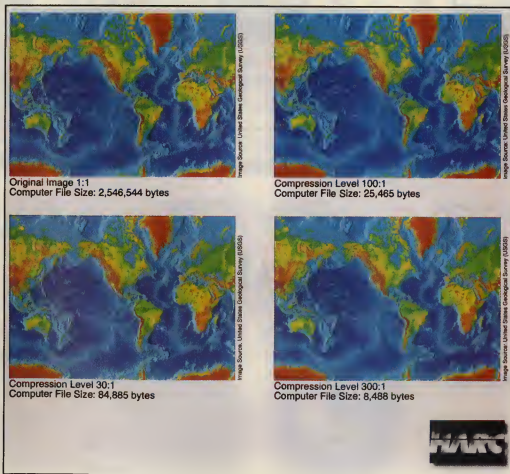 Image Source: United States Geological Survey (USGS)
Original Image 1:1
Computer File Size: 2,546,544 bytes
Image Source: United States Geological Survey (USGS)
Compression Level 100:1
Computer File Size: 25,465 bytes
Image Source: United States Geological Survey (USGS)
Compression Level 30:1
Computer File Size: 84,885 bytes
Image Source: United States Geological Survey (USGS)
Compression Level 300:1
Computer File Size: 8,488 bytes
HARC